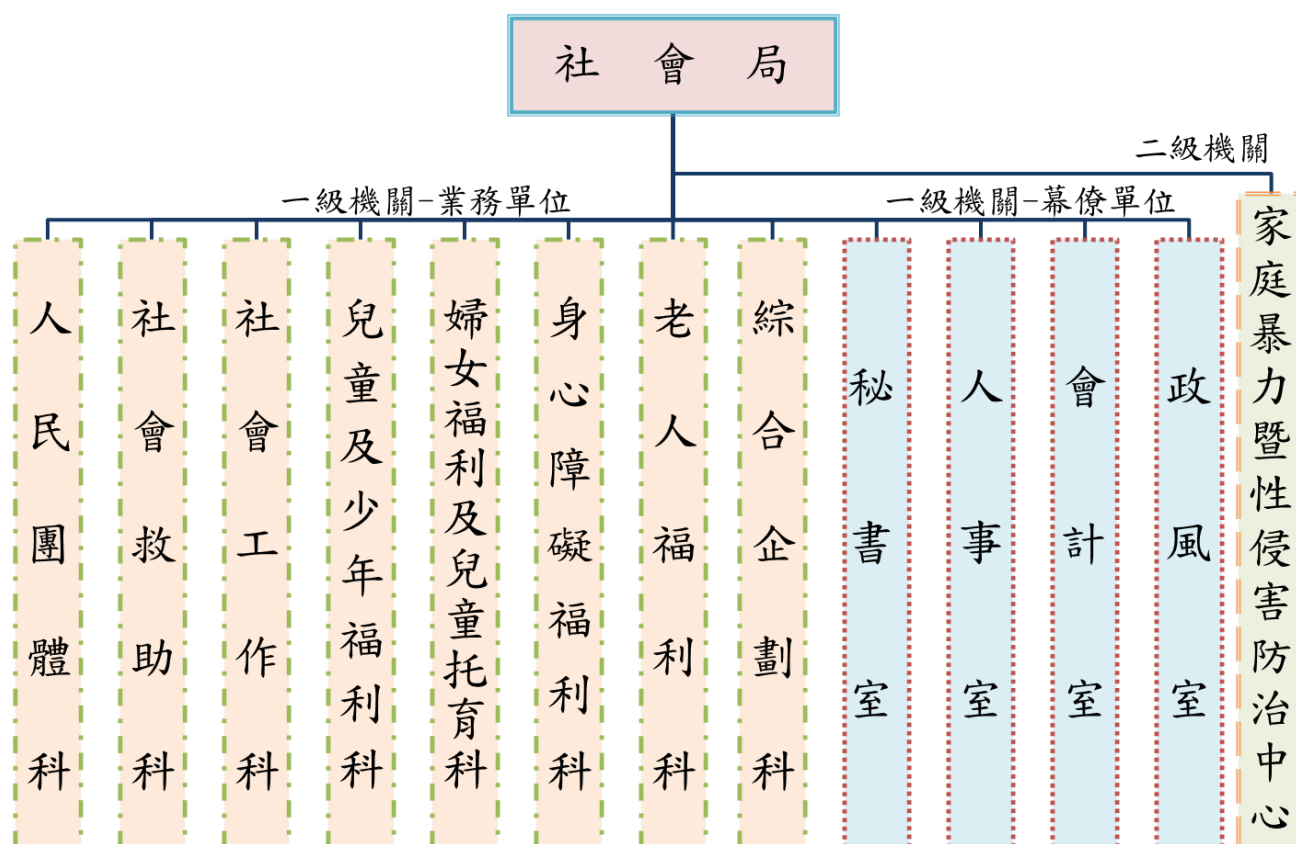 社會局
二級機關
一級機關-業務單位
一級機關-幕僚單位
人民團體科
社會救助科
社會工作科
兒童及少年福利科
婦女福利及兒童托育科
身心障礙福利科
老人福利科
綜合企劃科
秘書室
人事室
會計室
政風室
家庭暴力暨性侵害防治中心